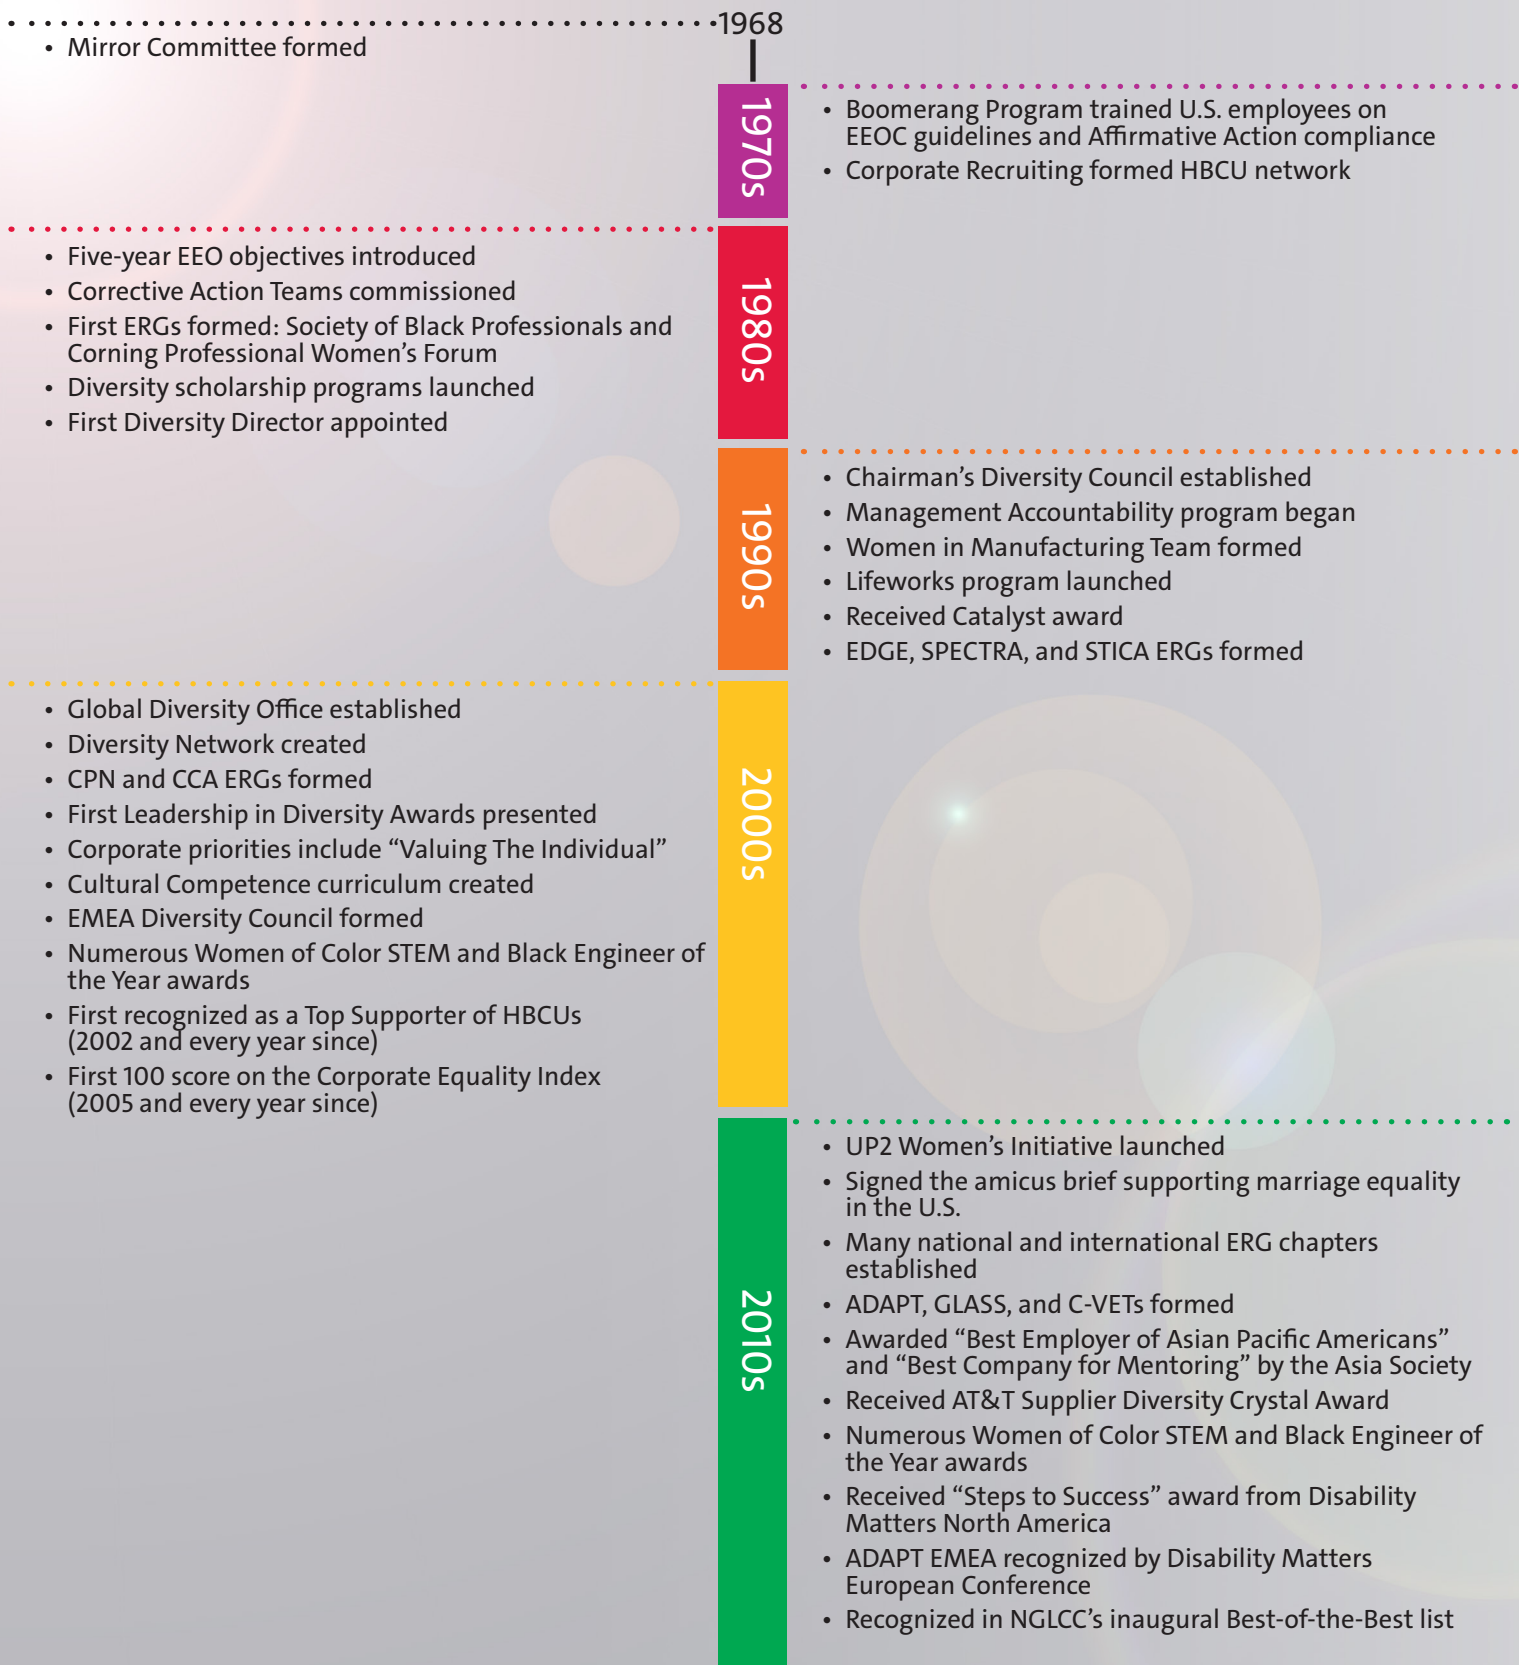 1968
• Mirror Committee formed
1970s
• Boomerang Program trained U.S. employees on
EEOC guidelines and Affirmative Action compliance
• Corporate Recruiting formed HBCU network
1980s
• Five-year EEO objectives introduced
• Corrective Action Teams commissioned
• First ERGs formed: Society of Black Professionals and
Corning Professional Women’s Forum
• Diversity scholarship programs launched
• First Diversity Director appointed
1990s
• Chairman’s Diversity Council established
• Management Accountability program began
• Women in Manufacturing Team formed
• Lifeworks program launched
• Received Catalyst award
• EDGE, SPECTRA, and STICA ERGs formed
2000s
• Global Diversity Office established
• Diversity Network created
• CPN and CCA ERGs formed
• First Leadership in Diversity Awards presented
• Corporate priorities include “Valuing The Individual”
• Cultural Competence curriculum created
• EMEA Diversity Council formed
• Numerous Women of Color STEM and Black Engineer of
the Year awards
• First recognized as a Top Supporter of HBCUs
(2002 and every year since)
• First 100 score on the Corporate Equality Index
(2005 and every year since)
2010s
• UP2 Women’s Initiative launched
• Signed the amicus brief supporting marriage equality
in the U.S.
• Many national and international ERG chapters
established
• ADAPT, GLASS, and C-VETs formed
• Awarded “Best Employer of Asian Pacific Americans”
and “Best Company for Mentoring” by the Asia Society
• Received AT&T Supplier Diversity Crystal Award
• Numerous Women of Color STEM and Black Engineer of
the Year awards
• Received “Steps to Success” award from Disability
Matters North America
• ADAPT EMEA recognized by Disability Matters
European Conference
• Recognized in NGLCC’s inaugural Best-of-the-Best list